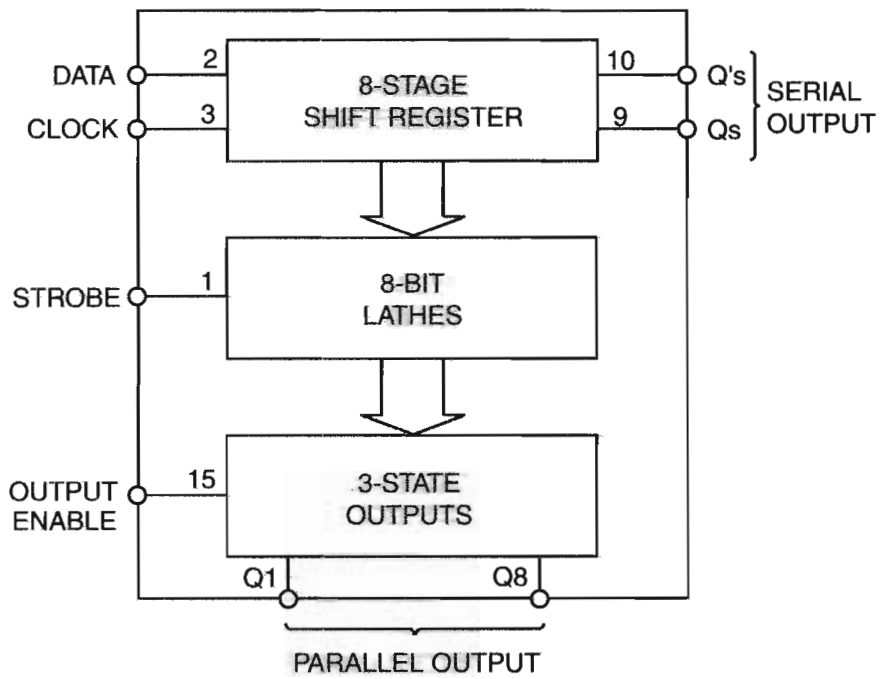 DATA
2
8-STAGE
SHIFT REGISTER
10
Q's
CLOCK
3
9
Qs
SERIAL
OUTPUT
STROBE
1
8-BIT
LATHES
OUTPUT
ENABLE
15
3-STATE
OUTPUTS
Q1
Q8
PARALLEL OUTPUT